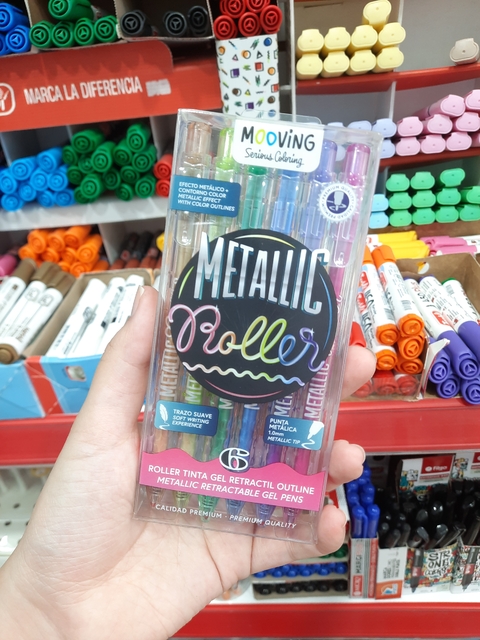 MARCA LA DIFERENCIA
MOOVING
Serious Coloring.
EFECTO METÁLICO +
CONTORNO COLOR
METALLIC EFFECT
WITH COLOR OUTLINES
METALLIC
Roller
TRAZO SUAVE
SOFT WRITING
EXPERIENCE
PUNTA
METÁLICA
1.0mm
METALLIC TIP
6
ROLLER TINTA GEL RETRACTIL OUTLINE
METALLIC RETRACTABLE GEL PENS
CALIDAD PREMIUM · PREMIUM QUALITY